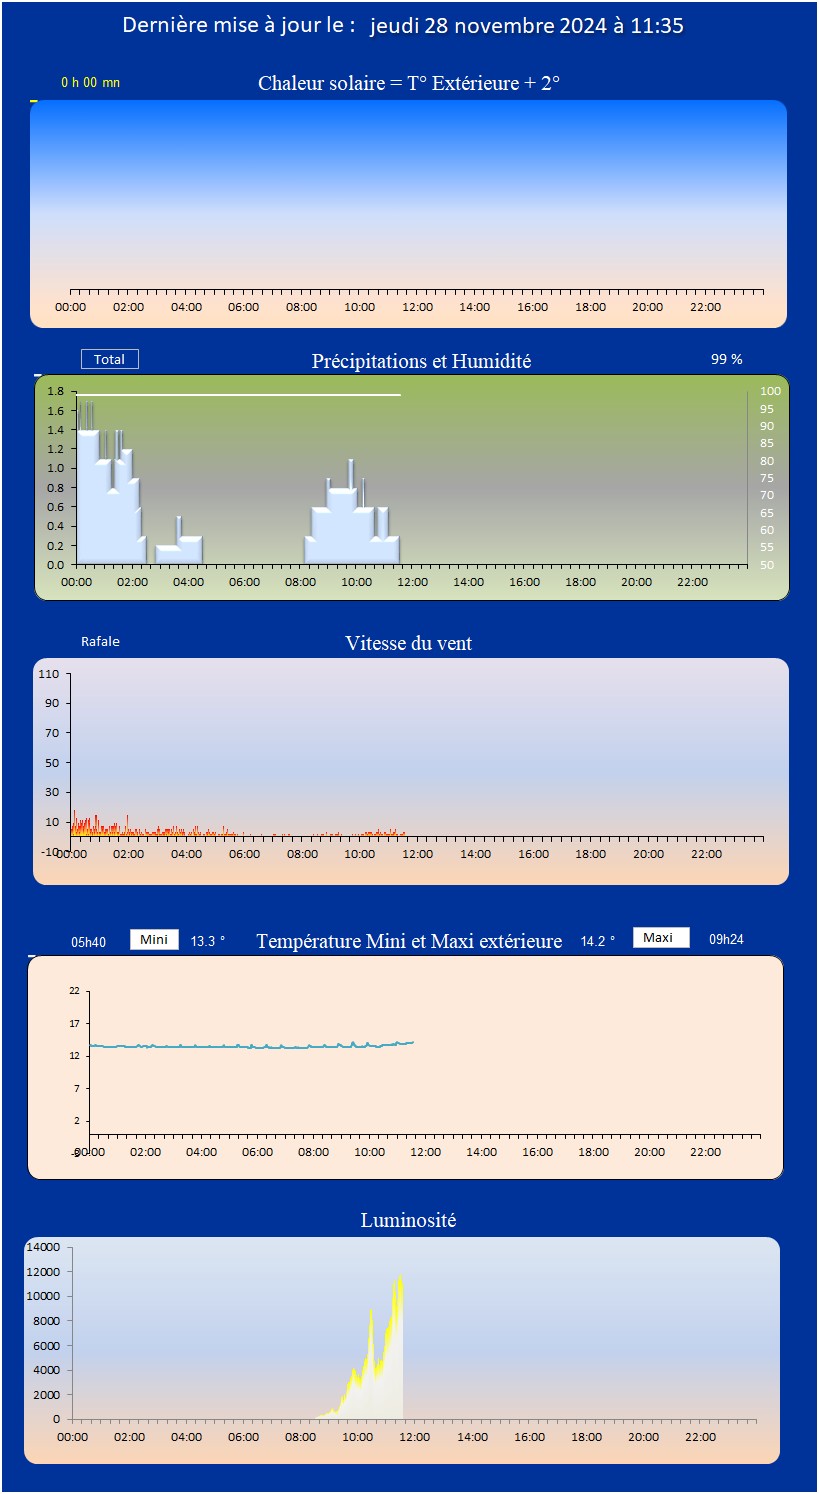 Dernière mise à jour le : jeudi 28 novembre 2024 à 11:35
0 h 00 mn
Chaleur solaire = T° Extérieure + 2°
00:00 02:00 04:00 06:00 08:00 10:00 12:00 14:00 16:00 18:00 20:00 22:00
Total
Précipitations et Humidité
99 %
1.8 100
1.6 95
1.4 90
1.2 85
1.0 80
0.8 75
0.6 70
0.4 65
0.2 60
0.0 55
50
00:00 02:00 04:00 06:00 08:00 10:00 12:00 14:00 16:00 18:00 20:00 22:00
Rafale
Vitesse du vent
110
90
70
50
30
10
-10
00:00 02:00 04:00 06:00 08:00 10:00 12:00 14:00 16:00 18:00 20:00 22:00
05h40 Mini 13.3 ° Température Mini et Maxi extérieure 14.2 ° Maxi 09h24
22
17
12
7
2
00:00 02:00 04:00 06:00 08:00 10:00 12:00 14:00 16:00 18:00 20:00 22:00
Luminosité
14000
12000
10000
8000
6000
4000
2000
0
00:00 02:00 04:00 06:00 08:00 10:00 12:00 14:00 16:00 18:00 20:00 22:00